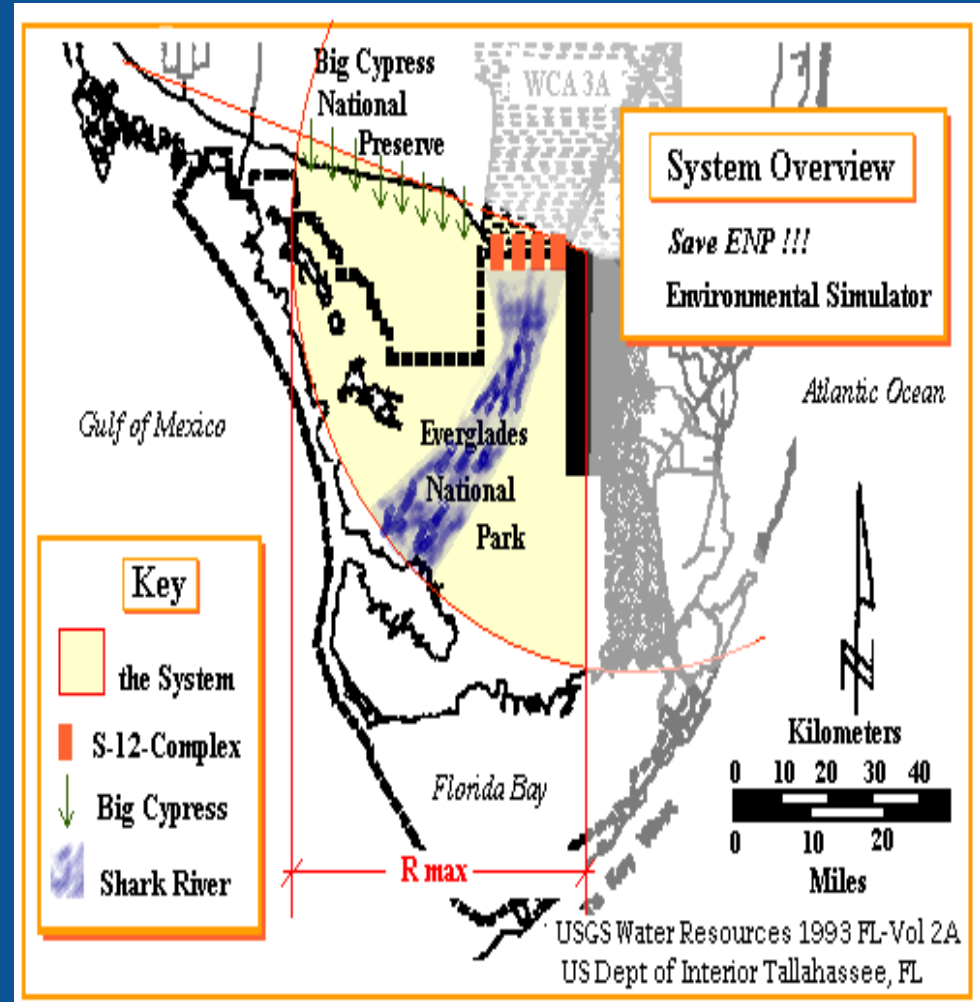 Big Cypress
National
Preserve
WCA 3A
System Overview
Save ENP !!!
Environmental Simulator
Atlantic Ocean
Gulf of Mexico
Everglades
National
Park
Key
the System
S-12-Complex
Big Cypress
Shark River
Florida Bay
R max
Kilometers
0 10 20 30 40
0 10 20
Miles
USGS Water Resources 1993 FL-Vol 2A
US Dept of Interior Tallahassee, FL